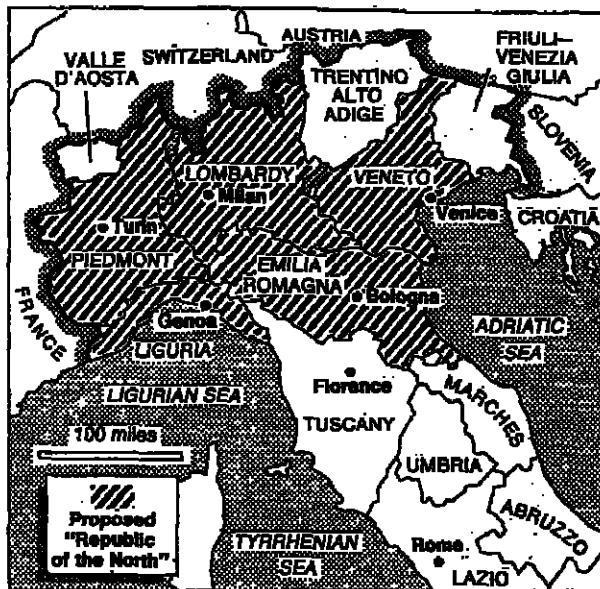 AUSTRIA
VALLE
D'AOSTA
SWITZERLAND
FRIULI–
VENEZIA
GIULIA
TRENTINO
ALTO
ADIGE
SLOVENIA
LOMBARDY
Milan
VENETO
Venice
CROATIA
Turin
PIEDMONT
EMILIA
ROMAGNA
Bologna
FRANCE
Genoa
LIGURIA
ADRIATIC
SEA
LIGURIAN SEA
Florence
TUSCANY
MARCHES
100 miles
UMBRIA
Proposed
"Republic
of the North"
TYRRHENIAN
SEA
Rome
LAZIO
ABRUZZO